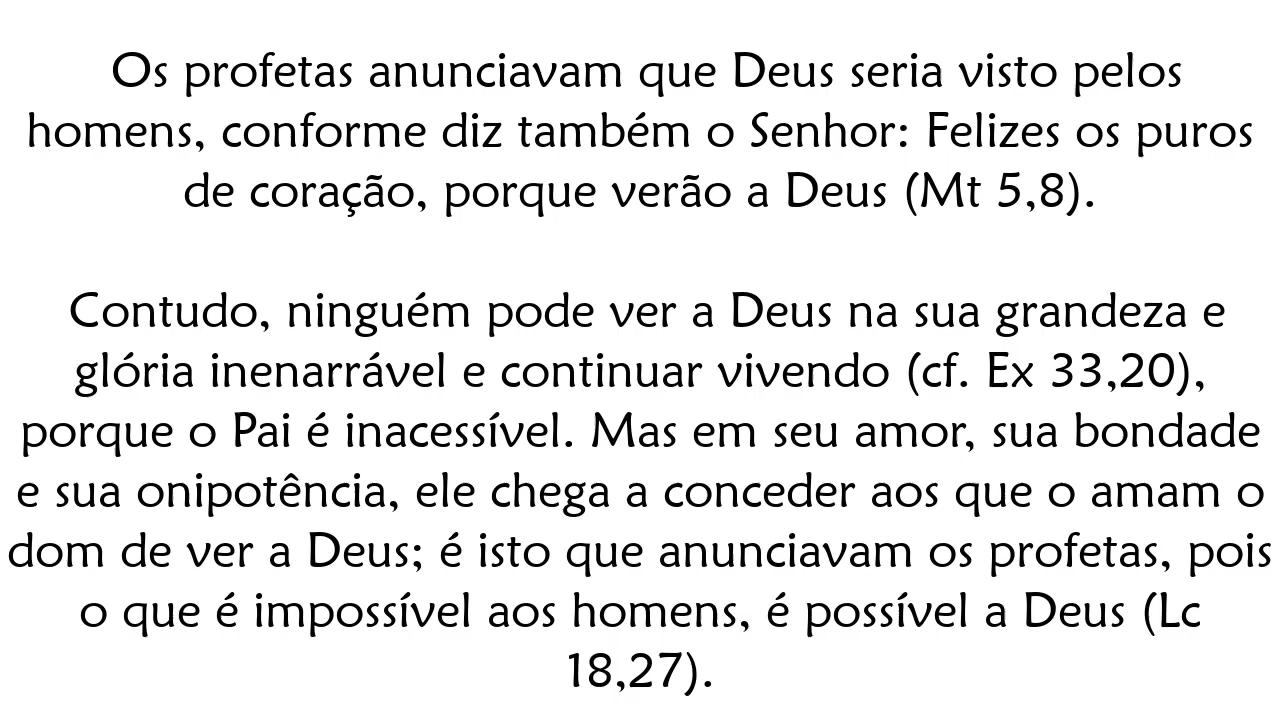 Os profetas anunciavam que Deus seria visto pelos
homens, conforme diz também o Senhor: Felizes os puros
de coração, porque verão a Deus (Mt 5,8).
Contudo, ninguém pode ver a Deus na sua grandeza e
glória inenarrável e continuar vivendo (cf. Ex 33,20),
porque o Pai é inacessível. Mas em seu amor, sua bondade
e sua onipotência, ele chega a conceder aos que o amam o
dom de ver a Deus; é isto que anunciavam os profetas, pois
o que é impossível aos homens, é possível a Deus (Lc
18,27).